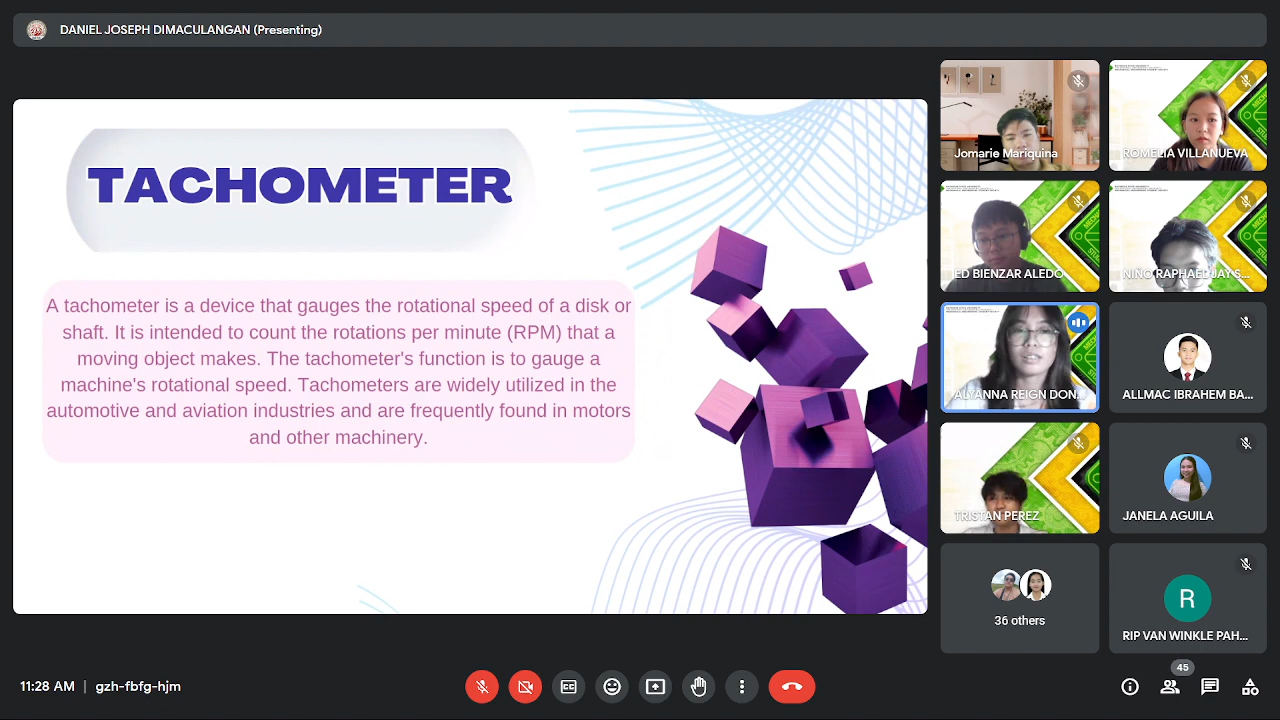 DANIEL JOSEPH DIMACULANGAN (Presenting)
TACHOMETER
A tachometer is a device that gauges the rotational speed of a disk or
shaft. It is intended to count the rotations per minute (RPM) that a
moving object makes. The tachometer's function is to gauge a
machine's rotational speed. Tachometers are widely utilized in the
automotive and aviation industries and are frequently found in motors
and other machinery.
Jomarie Mariquina
ROMELIA VILLANUEVA
ED BIENZAR ALEDO
NINO RAPHAEL JAY S...
ALYANNA REIGN DON...
ALLMAC IBRAHEM BA...
TRISTAN PEREZ
JANELA AGUILA
36 others
R
RIP VAN WINKLE PAH...
11:28 AM | gzh-fbfg-hjm
45